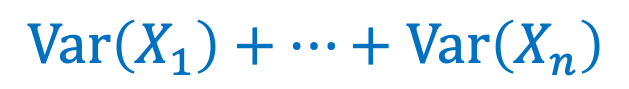 Var(X₁) + ⋯ + Var(Xₙ)